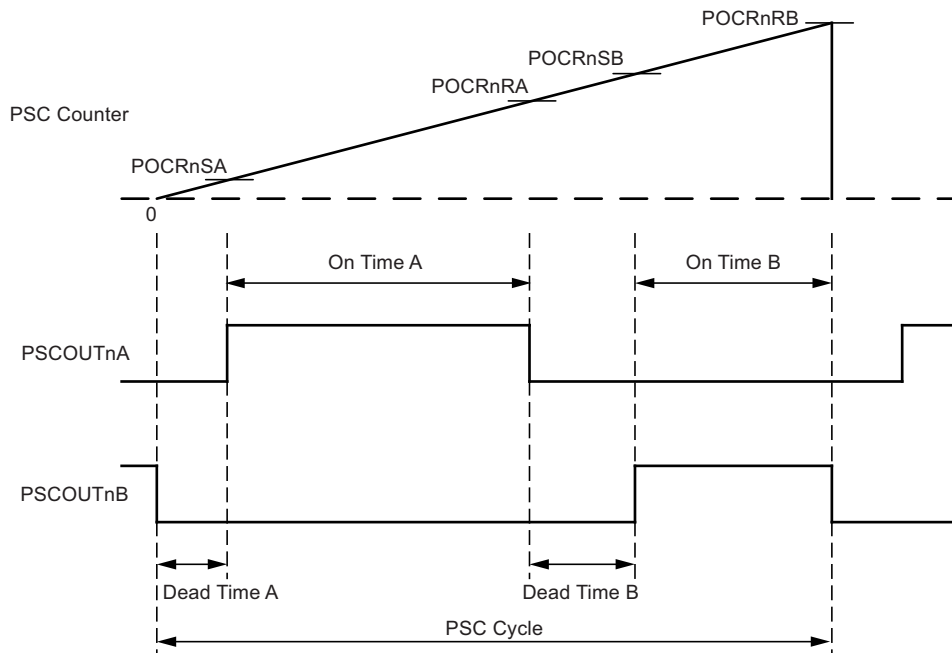 POCRnRB
POCRnSB
POCRnRA
PSC Counter
POCRnSA
0
On Time A
On Time B
PSCOUTnA
PSCOUTnB
Dead Time A
Dead Time B
PSC Cycle